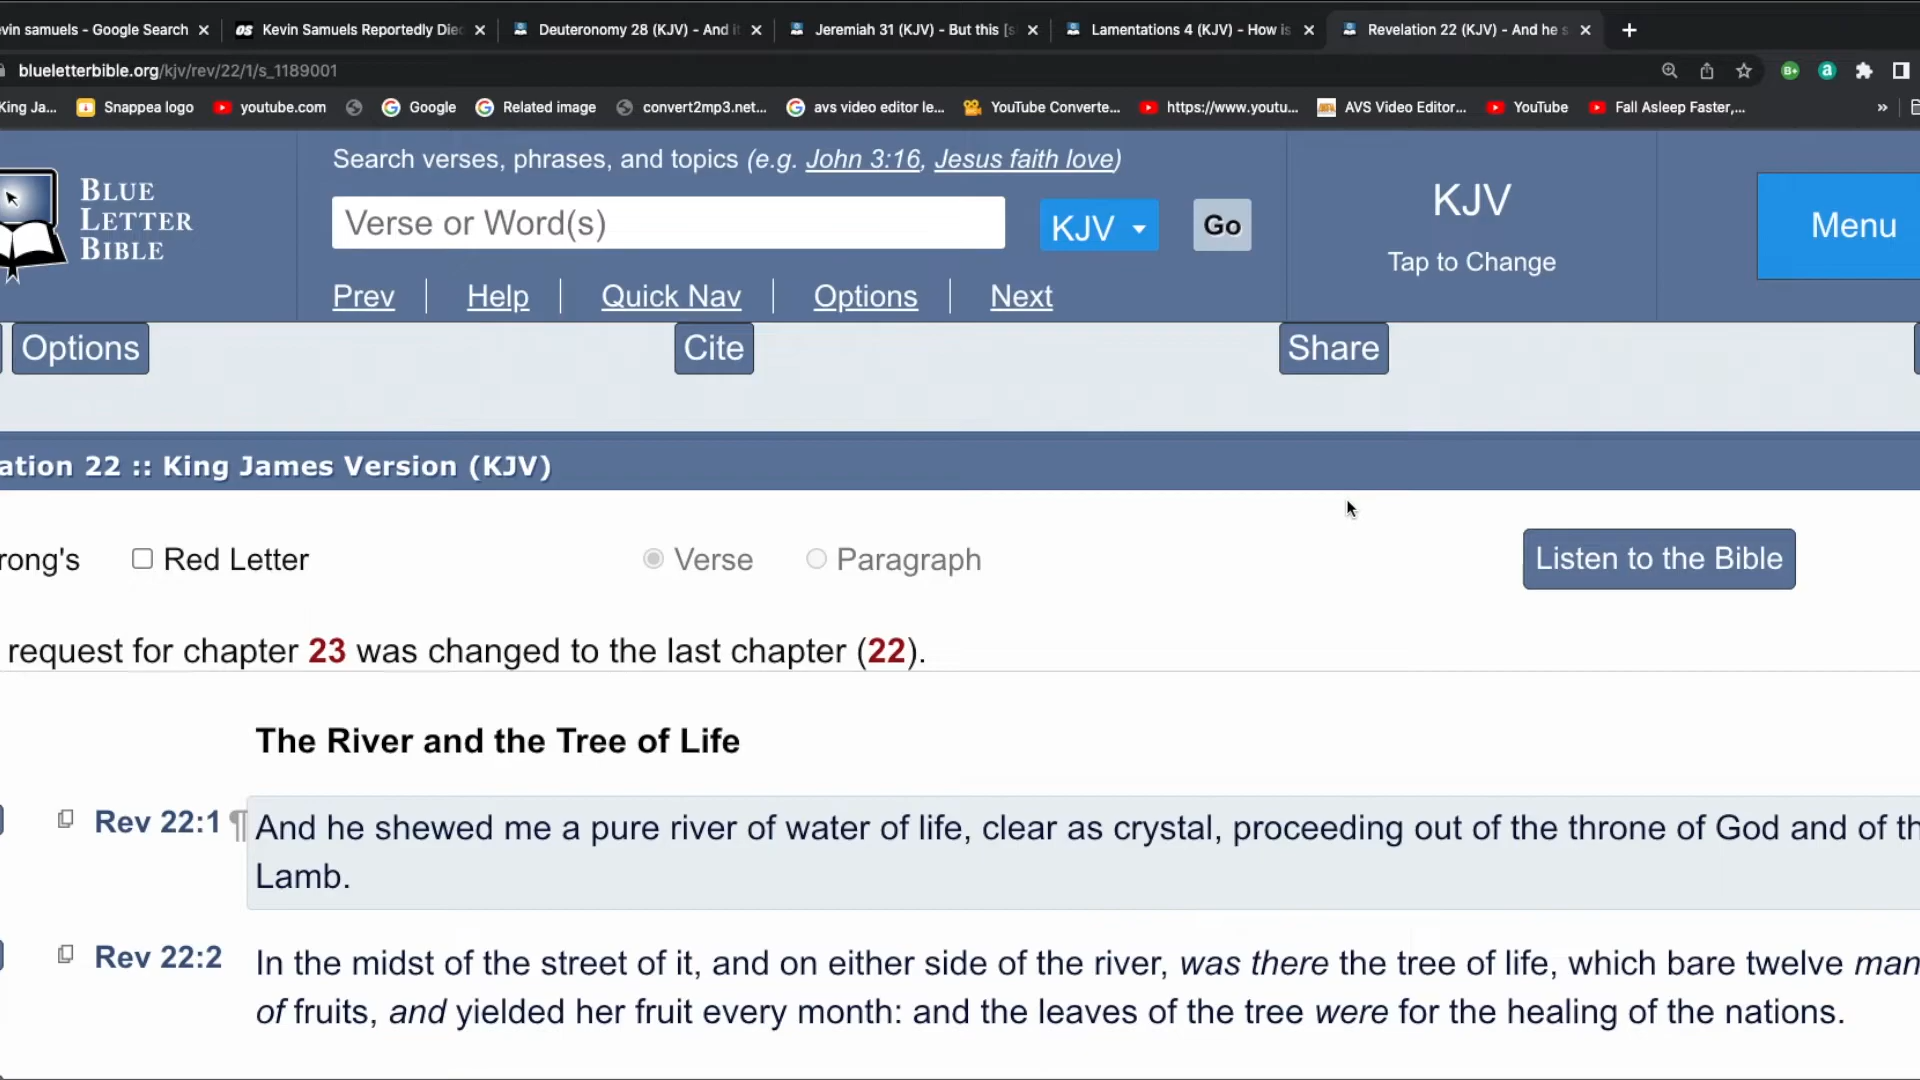 vin samuels - Google Search
Kevin Samuels Reportedly Died
Deuteronomy 28 (KJV) - And it
Jeremiah 31 (KJV) - But this [s
Lamentations 4 (KJV) - How is
Revelation 22 (KJV) - And he s
blueletterbible.org/kjv/rev/22/1/s_1189001
King Ja...
Snappea logo
youtube.com
Google
Related image
convert2mp3.net...
avs video editor le...
YouTube Converte...
https://www.youtu...
AVS Video Editor...
YouTube
Fall Asleep Faster,...
»
BLUE
LETTER
BIBLE
Search verses, phrases, and topics (e.g. John 3:16, Jesus faith love)
Verse or Word(s)
KJV
Go
KJV
Tap to Change
Menu
Prev
Help
Quick Nav
Options
Next
Options
Cite
Share
ation 22 :: King James Version (KJV)
rong's
Red Letter
Verse
Paragraph
Listen to the Bible
request for chapter 23 was changed to the last chapter (22).
The River and the Tree of Life
Rev 22:1 ¶ And he shewed me a pure river of water of life, clear as crystal, proceeding out of the throne of God and of th
Lamb.
Rev 22:2 In the midst of the street of it, and on either side of the river, was there the tree of life, which bare twelve man
of fruits, and yielded her fruit every month: and the leaves of the tree were for the healing of the nations.